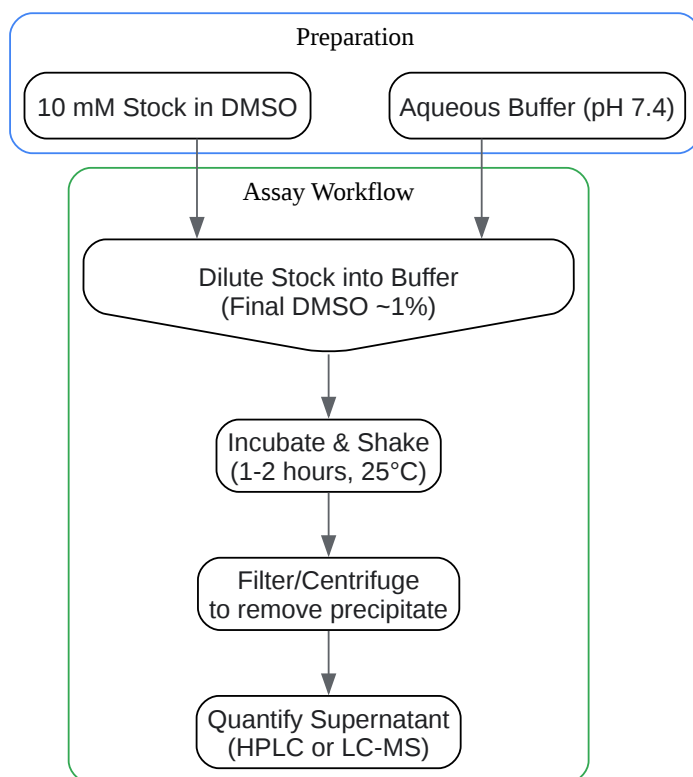 Preparation
10 mM Stock in DMSO
Aqueous Buffer (pH 7.4)
Assay Workflow
Dilute Stock into Buffer
(Final DMSO ~1%)
Incubate & Shake
(1-2 hours, 25°C)
Filter/Centrifuge
to remove precipitate
Quantify Supernatant
(HPLC or LC-MS)